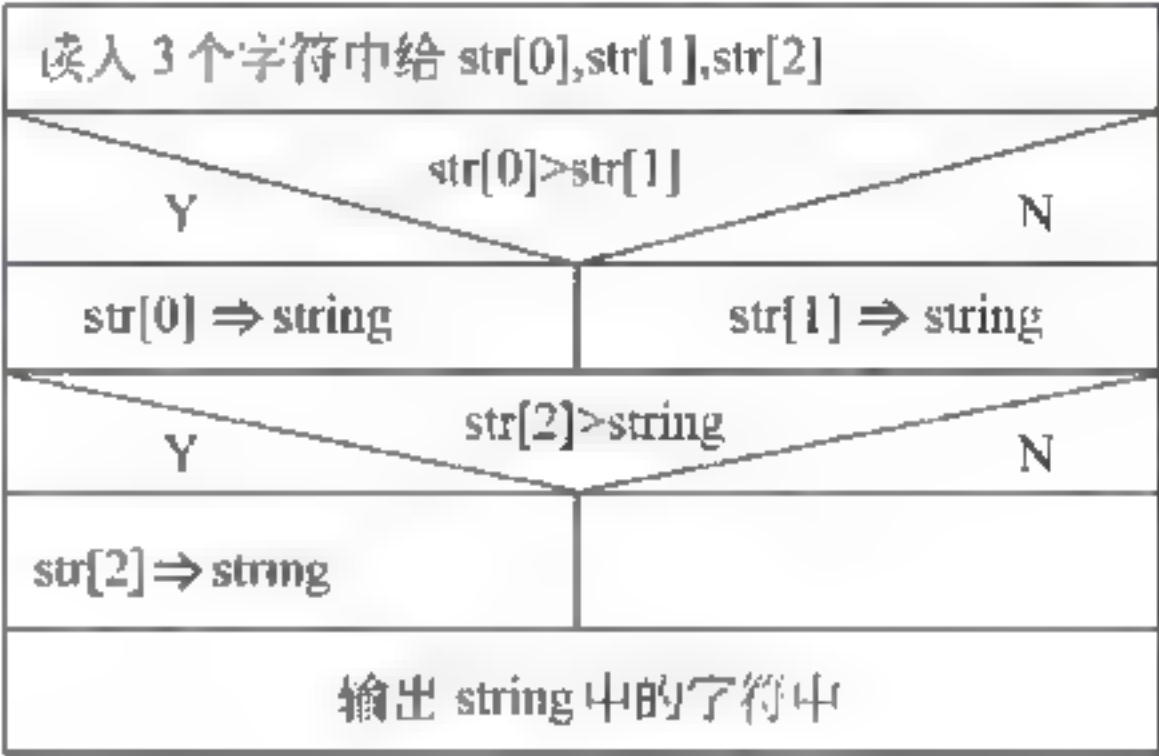 读入 3 个字符串给 str[0],str[1],str[2]
str[0]>str[1]
Y
N
str[0] ⇒ string
str[1] ⇒ string
str[2]>string
Y
N
str[2]⇒ string
输出 string 中的字符串